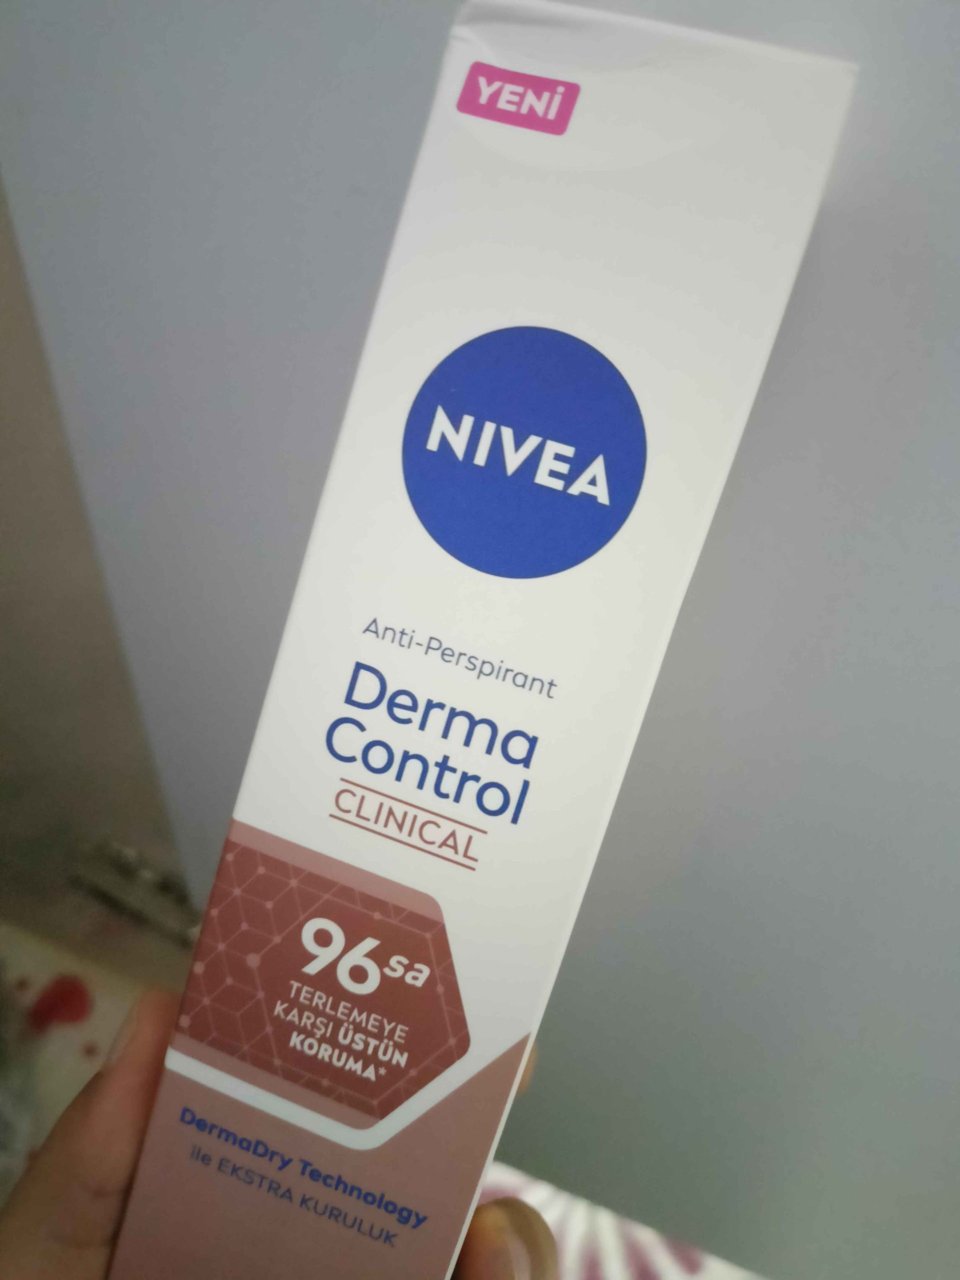 YENİ
NIVEA
Anti-Perspirant
Derma
Control
CLINICAL
96sa
TERLEMEYE
KARŞI ÜSTÜN
KORUMA*
DermaDry Technology
ile EKSTRA KURULUK